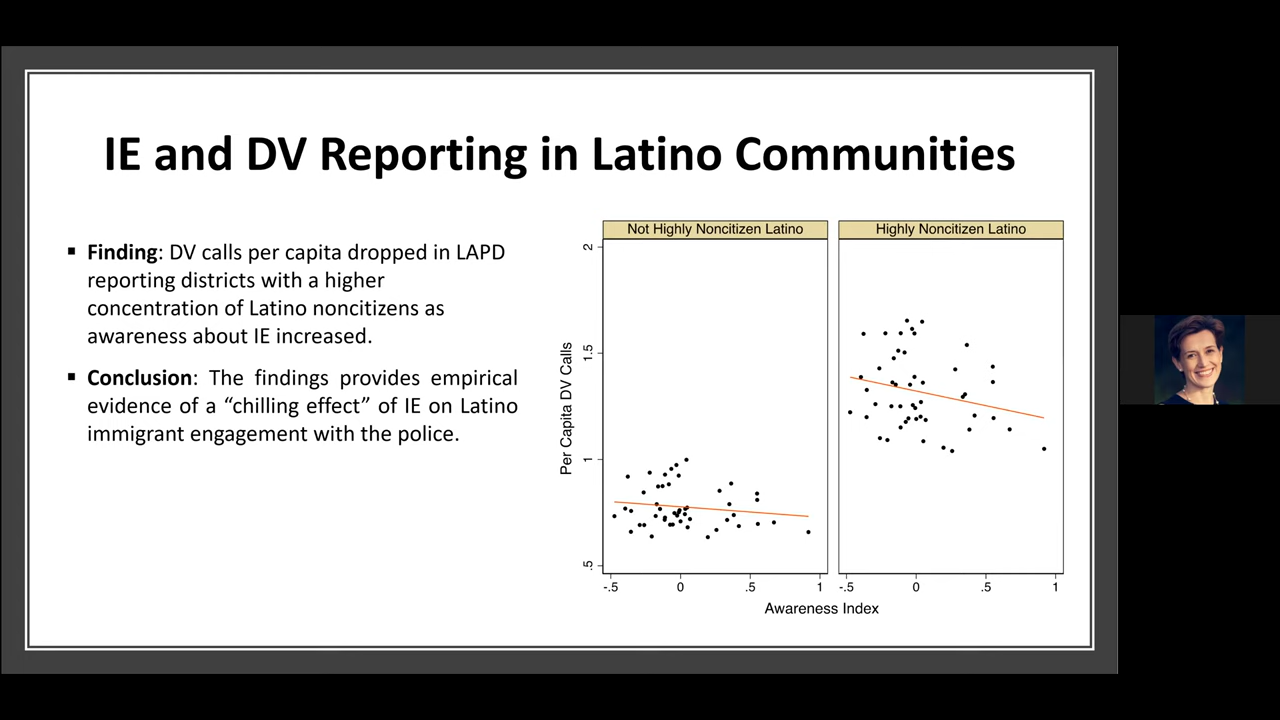 IE and DV Reporting in Latino Communities
▪ Finding: DV calls per capita dropped in LAPD
reporting districts with a higher
concentration of Latino noncitizens as
awareness about IE increased.
▪ Conclusion: The findings provides empirical
evidence of a “chilling effect” of IE on Latino
immigrant engagement with the police.
Not Highly Noncitizen Latino
Highly Noncitizen Latino
Per Capita DV Calls
2
1.5
1
.5
-.5 0 .5 1
-.5 0 .5 1
Awareness Index